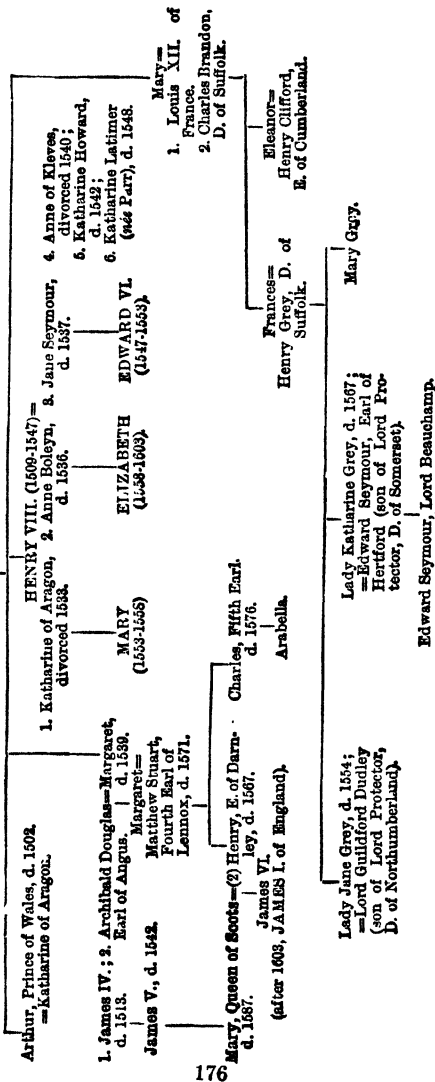 Arthur, Prince of Wales, d. 1502.
=Katharine of Aragon.
HENRY VIII. (1509-1547)=
1. Katharine of Aragon,
divorced 1533.
2. Anne Boleyn,
d. 1536.
3. Jane Seymour,
d. 1537.
4. Anne of Kleves,
divorced 1540;
5. Katharine Howard,
d. 1542;
6. Katharine Latimer
(née Parr), d. 1548.
Mary=
1. Louis XII. of
France.
2. Charles Brandon,
D. of Suffolk.
1. James IV.; 2. Archibald Douglas=Margaret,
d. 1513. Earl of Angus. d. 1539.
MARY
(1553-1558)
ELIZABETH
(1558-1603).
EDWARD VI.
(1547-1553).
James V., d. 1542.
Margaret=
Matthew Stuart,
Fourth Earl of
Lennox, d. 1571.
Frances=
Henry Grey, D. of
Suffolk.
Eleanor=
Henry Clifford,
E. of Cumberland.
Mary, Queen of Scots=(2) Henry, E. of Darn-
d. 1587. ley, d. 1567.
Charles, Fifth Earl.
d. 1576.
James VI.
(after 1603, JAMES I. of England).
Arabella.
Lady Jane Grey, d. 1554;
=Lord Guildford Dudley
(son of Lord Protector,
D. of Northumberland).
Lady Katharine Grey, d. 1567;
=Edward Seymour, Earl of
Hertford (son of Lord Pro-
tector, D. of Somerset).
Mary Grey.
Edward Seymour, Lord Beauchamp.
176